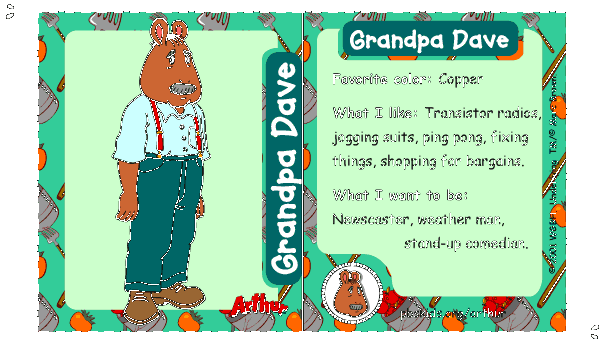 Grandpa Dave
Arthur
Grandpa Dave
Favorite color: Copper
What I like: Transistor radios,
jogging suits, ping pong, fixing
things, shopping for bargains.
What I want to be:
Newscaster, weather man,
stand-up comedian.
pbskids.org/arthur